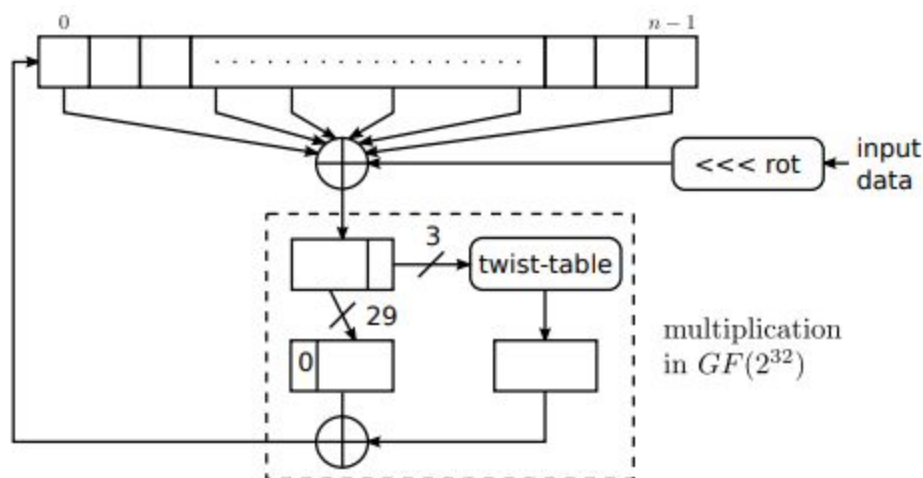 0
n − 1
. . . . . . . . . . . . . . . . . . .
<<< rot
input
data
3
twist-table
29
0
multiplication
in GF(2³²)